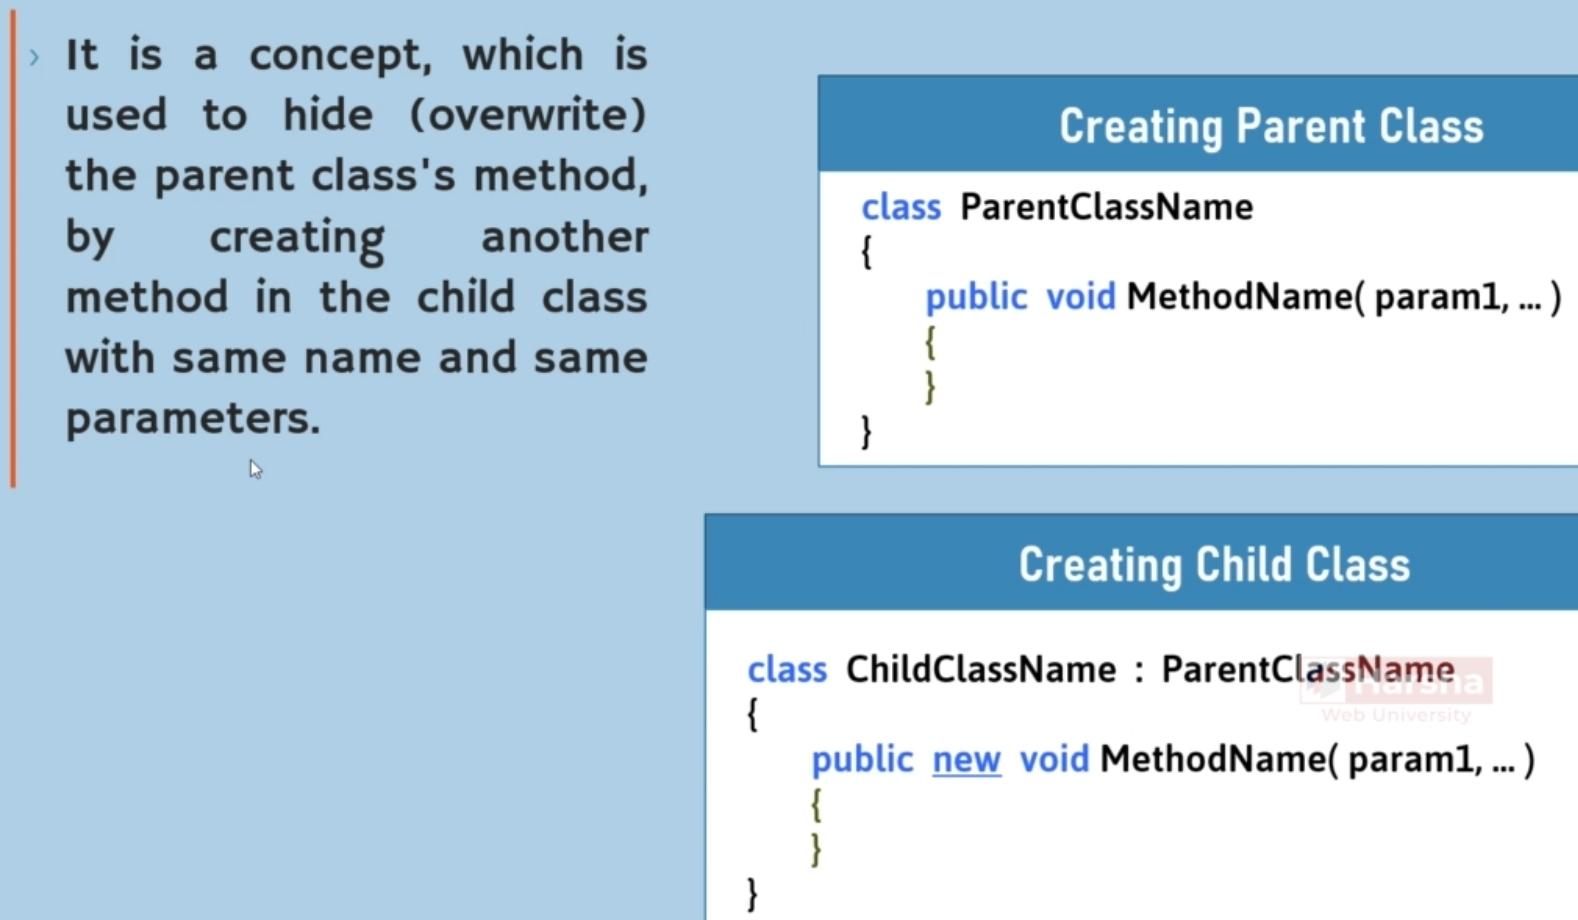 › It is a concept, which is
used to hide (overwrite)
the parent class's method,
by creating another
method in the child class
with same name and same
parameters.
Creating Parent Class
class ParentClassName
{
public void MethodName( param1, ... )
{
}
}
Creating Child Class
class ChildClassName : ParentClassName
{
Harsha
Web University
public new void MethodName( param1, ... )
{
}
}